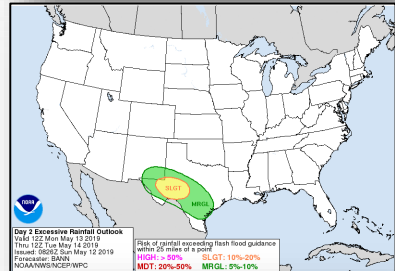 SLGT
MRGL
NOAA
Day 2 Excessive Rainfall Outlook
Valid 12Z Mon May 13 2019
Thru 12Z Tue May 14 2019
Issued: 0826Z Sun May 12 2019
Forecaster: BANN
NOAA/NWS/NCEP/WPC
Risk of rainfall exceeding flash flood guidance
within 25 miles of a point
HIGH: > 50% SLGT: 10%-20%
MDT: 20%-50% MRGL: 5%-10%